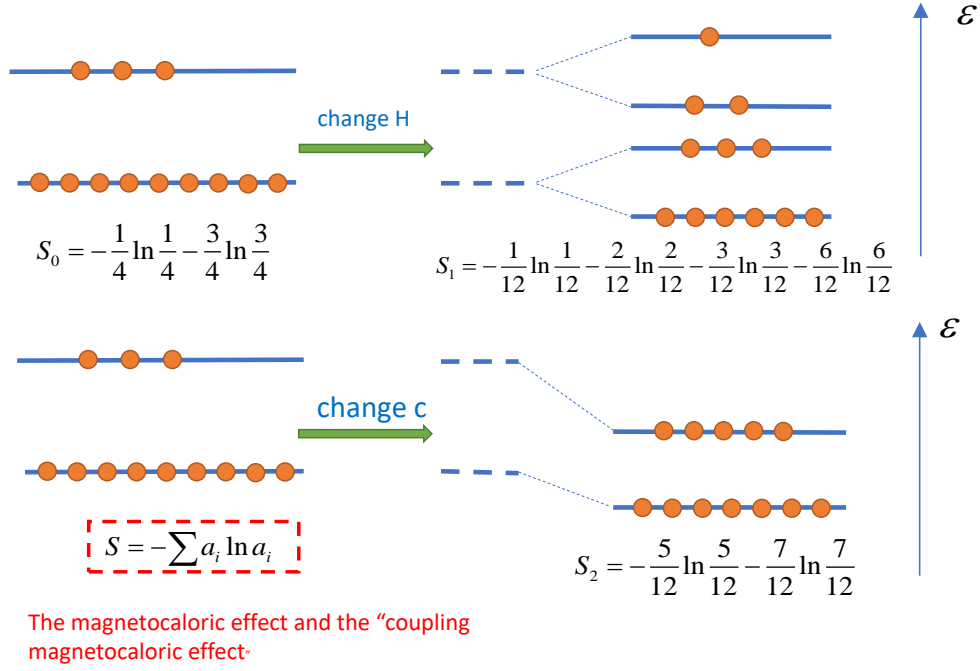 ε
change H
S₀ = −1/4 ln 1/4 − 3/4 ln 3/4
S₁ = −1/12 ln 1/12 − 2/12 ln 2/12 − 3/12 ln 3/12 − 6/12 ln 6/12
ε
change c
S = −∑ aᵢ ln aᵢ
S₂ = −5/12 ln 5/12 − 7/12 ln 7/12
The magnetocaloric effect and the “coupling
magnetocaloric effect”